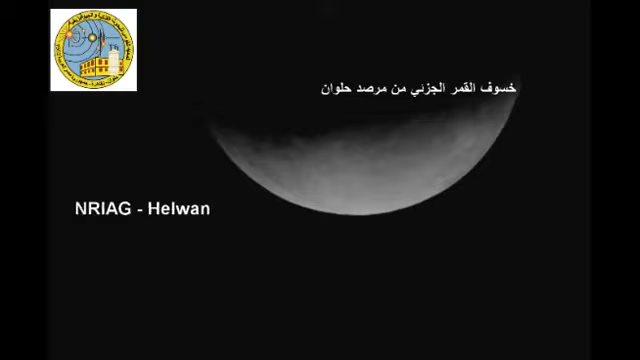 خسوف القمر الجزئي من مرصد حلوان
NRIAG - Helwan